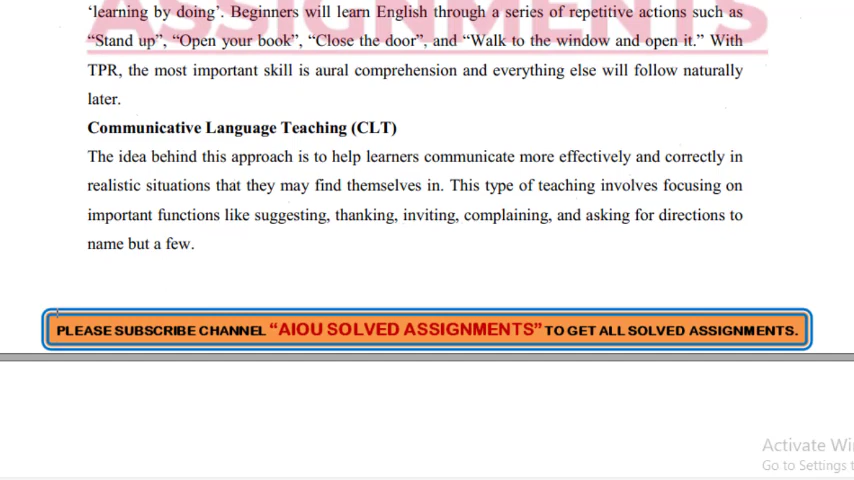 ASSIGNMENTS
‘learning by doing’. Beginners will learn English through a series of repetitive actions such as
“Stand up”, “Open your book”, “Close the door”, and “Walk to the window and open it.” With
TPR, the most important skill is aural comprehension and everything else will follow naturally
later.
Communicative Language Teaching (CLT)
The idea behind this approach is to help learners communicate more effectively and correctly in
realistic situations that they may find themselves in. This type of teaching involves focusing on
important functions like suggesting, thanking, inviting, complaining, and asking for directions to
name but a few.
PLEASE SUBSCRIBE CHANNEL “AIOU SOLVED ASSIGNMENTS” TO GET ALL SOLVED ASSIGNMENTS.
Activate Wi
Go to Settings t